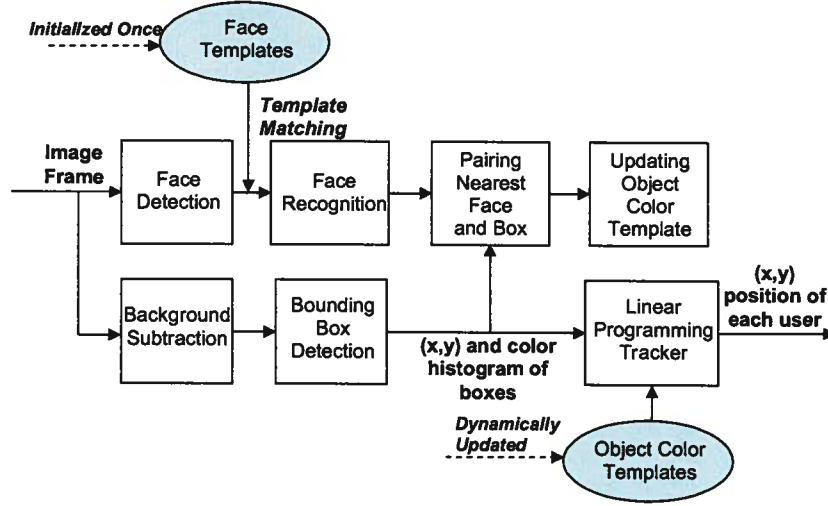 Initialized Once
Face
Templates
Template
Matching
Image
Frame
Face
Detection
Face
Recognition
Pairing
Nearest
Face
and Box
Updating
Object
Color
Template
Background
Subtraction
Bounding
Box
Detection
(x,y) and color
histogram of
boxes
Linear
Programming
Tracker
(x,y)
position of
each user
Dynamically
Updated
Object Color
Templates